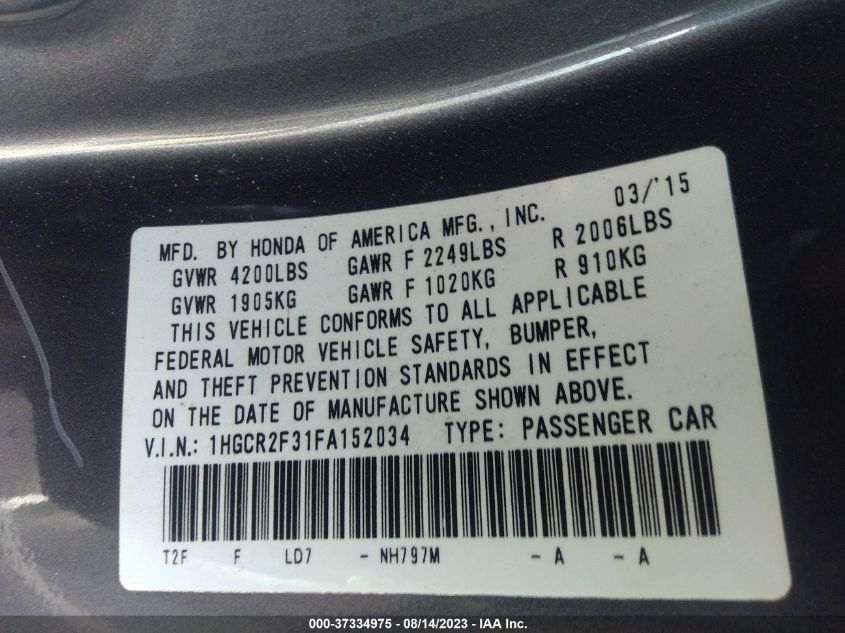 MFD. BY HONDA OF AMERICA MFG., INC. 03/'15
GVWR 4200LBS GAWR F 2249LBS R 2006LBS
GVWR 1905KG GAWR F 1020KG R 910KG
THIS VEHICLE CONFORMS TO ALL APPLICABLE
FEDERAL MOTOR VEHICLE SAFETY, BUMPER,
AND THEFT PREVENTION STANDARDS IN EFFECT
ON THE DATE OF MANUFACTURE SHOWN ABOVE.
V.I.N.: 1HGCR2F31FA152034 TYPE: PASSENGER CAR
T2F F LD7 - NH797M - A - A
000-37334975 - 08/14/2023 - IAA Inc.